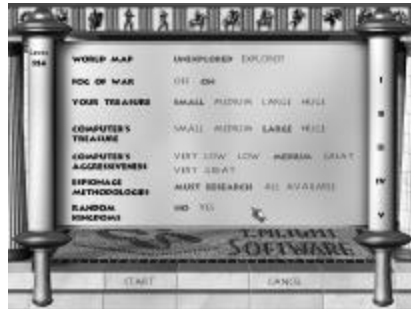 WORLD MAP UNEXPLORED EXPLORED
FOG OF WAR OFF ON
YOUR TREASURE SMALL MEDIUM LARGE HUGE
COMPUTER'S SMALL MEDIUM LARGE HUGE
TREASURE
COMPUTER'S VERY LOW LOW MEDIUM GREAT
AGGRESSIVENESS VERY GREAT
ESPIONAGE MUST RESEARCH ALL AVAILABLE
METHODOLOGIES
RANDOM NO YES
KINGDOMS
I
II
III
IV
V
ENLIGHT
SOFTWARE
START CANCEL